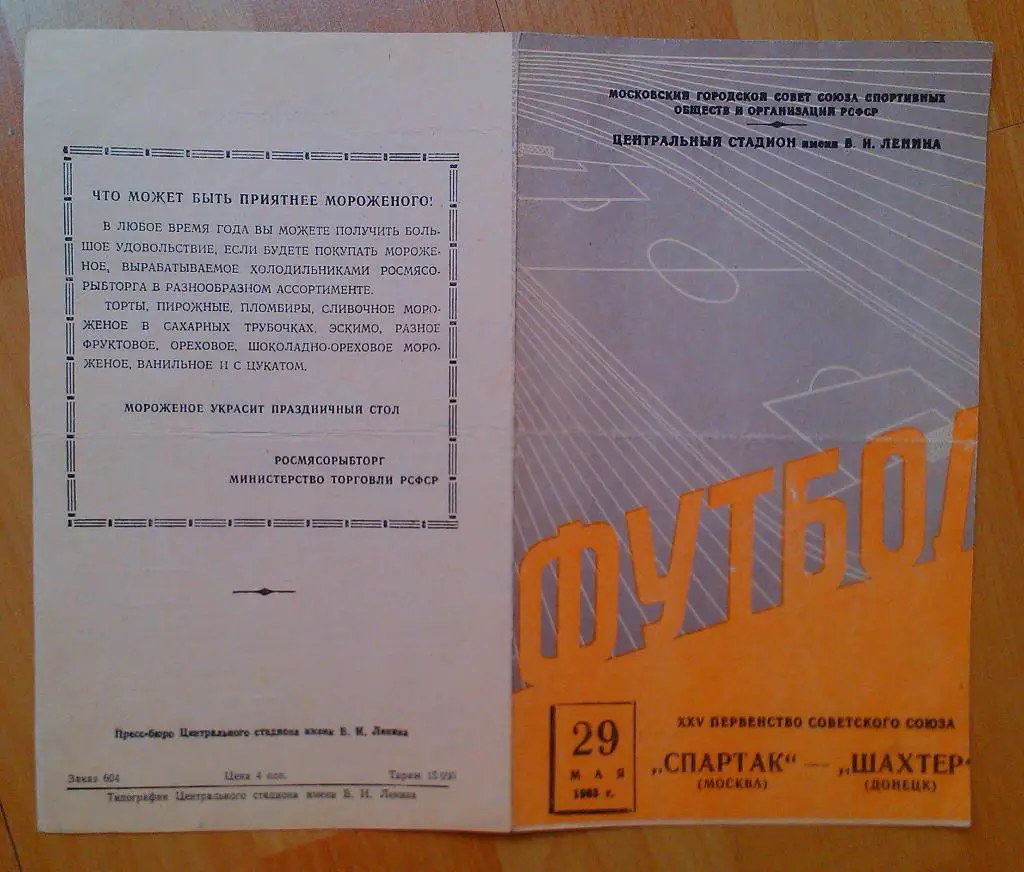 ЧТО МОЖЕТ БЫТЬ ПРИЯТНЕЕ МОРОЖЕНОГО!
В ЛЮБОЕ ВРЕМЯ ГОДА ВЫ МОЖЕТЕ ПОЛУЧИТЬ БОЛЬ-
ШОЕ УДОВОЛЬСТВИЕ, ЕСЛИ БУДЕТЕ ПОКУПАТЬ МОРОЖЕ-
НОЕ, ВЫРАБАТЫВАЕМОЕ ХОЛОДИЛЬНИКАМИ РОСМЯСО-
РЫБТОРГА В РАЗНООБРАЗНОМ АССОРТИМЕНТЕ.
ТОРТЫ, ПИРОЖНЫЕ, ПЛОМБИРЫ, СЛИВОЧНОЕ МОРО-
ЖЕНОЕ В САХАРНЫХ ТРУБОЧКАХ, ЭСКИМО, РАЗНОЕ
ФРУКТОВОЕ, ОРЕХОВОЕ, ШОКОЛАДНО-ОРЕХОВОЕ МОРО-
ЖЕНОЕ, ВАНИЛЬНОЕ И С ЦУКАТОМ.
МОРОЖЕНОЕ УКРАСИТ ПРАЗДНИЧНЫЙ СТОЛ
РОСМЯСОРЫБТОРГ
МИНИСТЕРСТВО ТОРГОВЛИ РСФСР
Пресс-бюро Центрального стадиона имени В. И. Ленина
Заказ 604 Цена 4 коп. Тираж 15 000
Типография Центрального стадиона имени В. И. Ленина
МОСКОВСКИЙ ГОРОДСКОЙ СОВЕТ СОЮЗА СПОРТИВНЫХ
ОБЩЕСТВ И ОРГАНИЗАЦИЙ РСФСР
ЦЕНТРАЛЬНЫЙ СТАДИОН имени В. И. ЛЕНИНА
ФУТБОЛ
29
МАЯ
1963 г.
XXV ПЕРВЕНСТВО СОВЕТСКОГО СОЮЗА
„СПАРТАК“ — „ШАХТЕР“
(МОСКВА) (ДОНЕЦК)